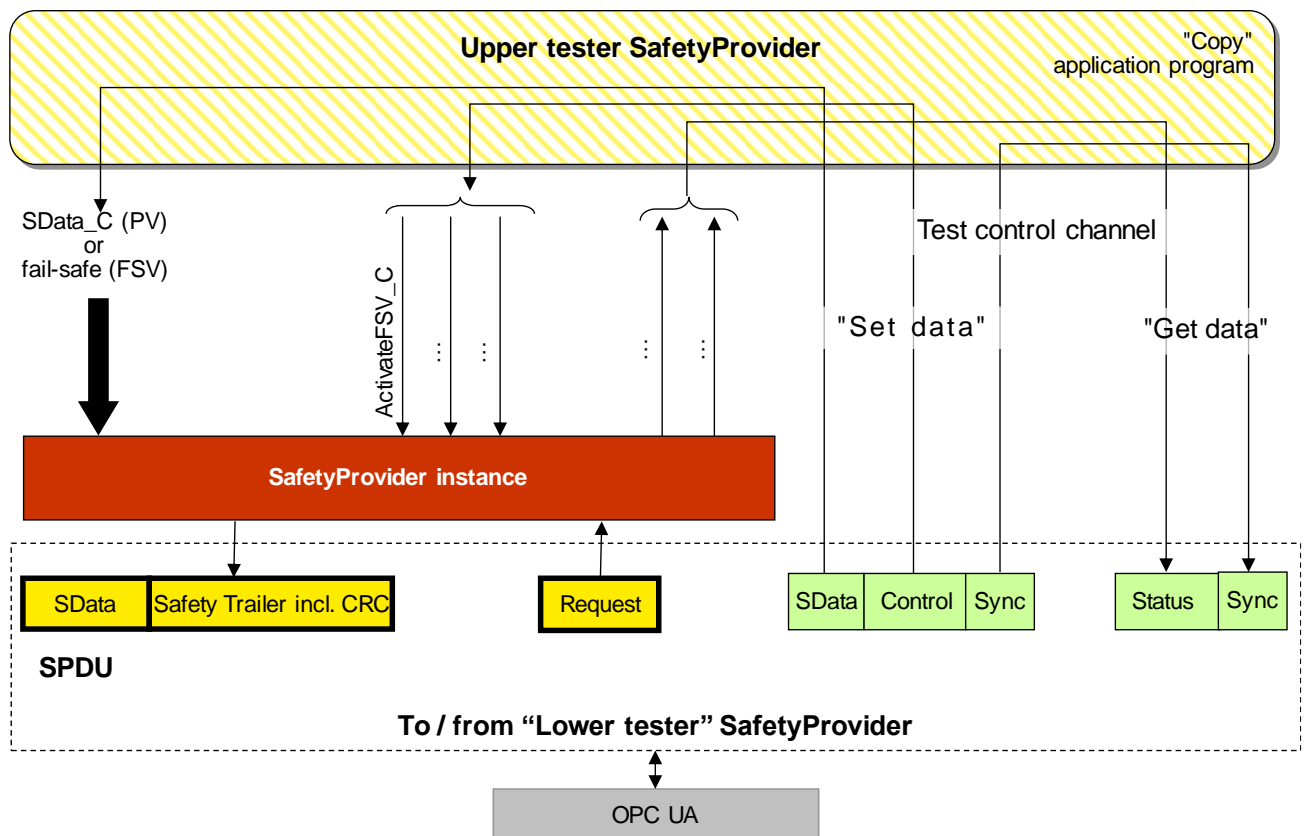 Upper tester SafetyProvider
"Copy"
application program
SData_C (PV)
or
fail-safe (FSV)
ActivateFSV_C
...
...
...
...
Test control channel
"Set data"
"Get data"
SafetyProvider instance
SData
Safety Trailer incl. CRC
Request
SData
Control
Sync
Status
Sync
SPDU
To / from “Lower tester” SafetyProvider
OPC UA